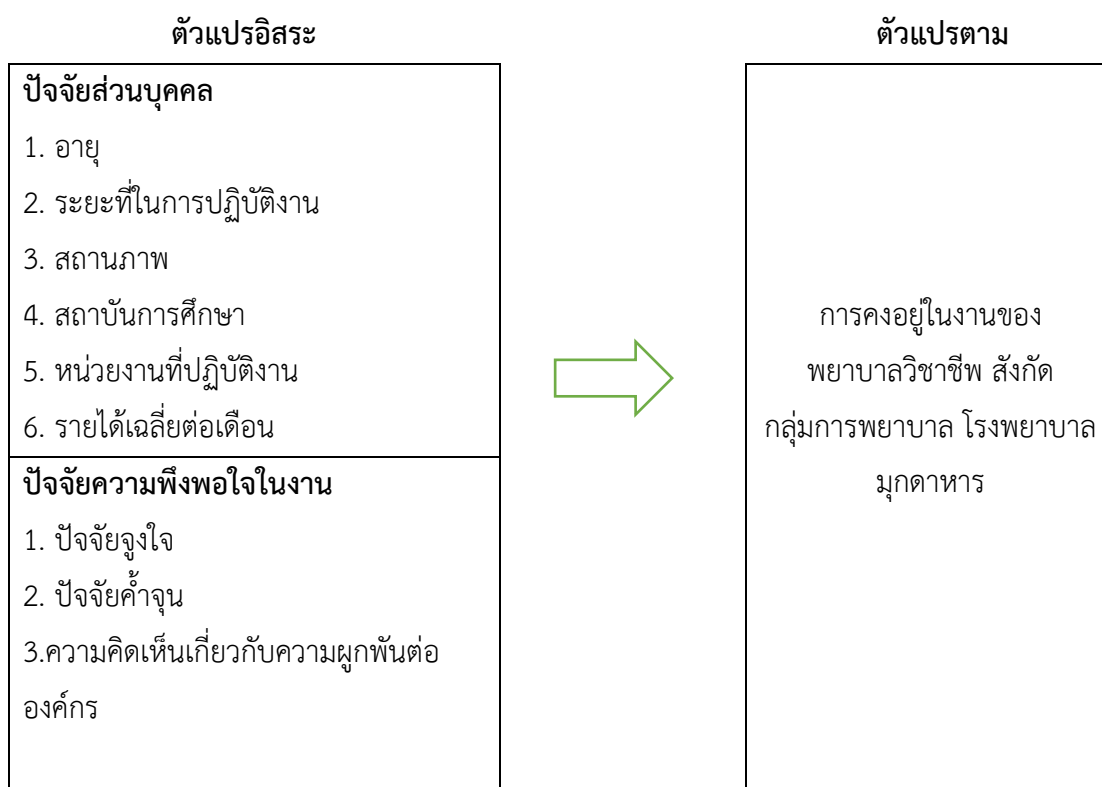 ตัวแปรอิสระ
ปัจจัยส่วนบุคคล
1. อายุ
2. ระยะที่ในการปฏิบัติงาน
3. สถานภาพ
4. สถาบันการศึกษา
5. หน่วยงานที่ปฏิบัติงาน
6. รายได้เฉลี่ยต่อเดือน
ปัจจัยความพึงพอใจในงาน
1. ปัจจัยจูงใจ
2. ปัจจัยค้ำจุน
3.ความคิดเห็นเกี่ยวกับความผูกพันต่อ
องค์กร
ตัวแปรตาม
การคงอยู่ในงานของ
พยาบาลวิชาชีพ สังกัด
กลุ่มการพยาบาล โรงพยาบาล
มุกดาหาร